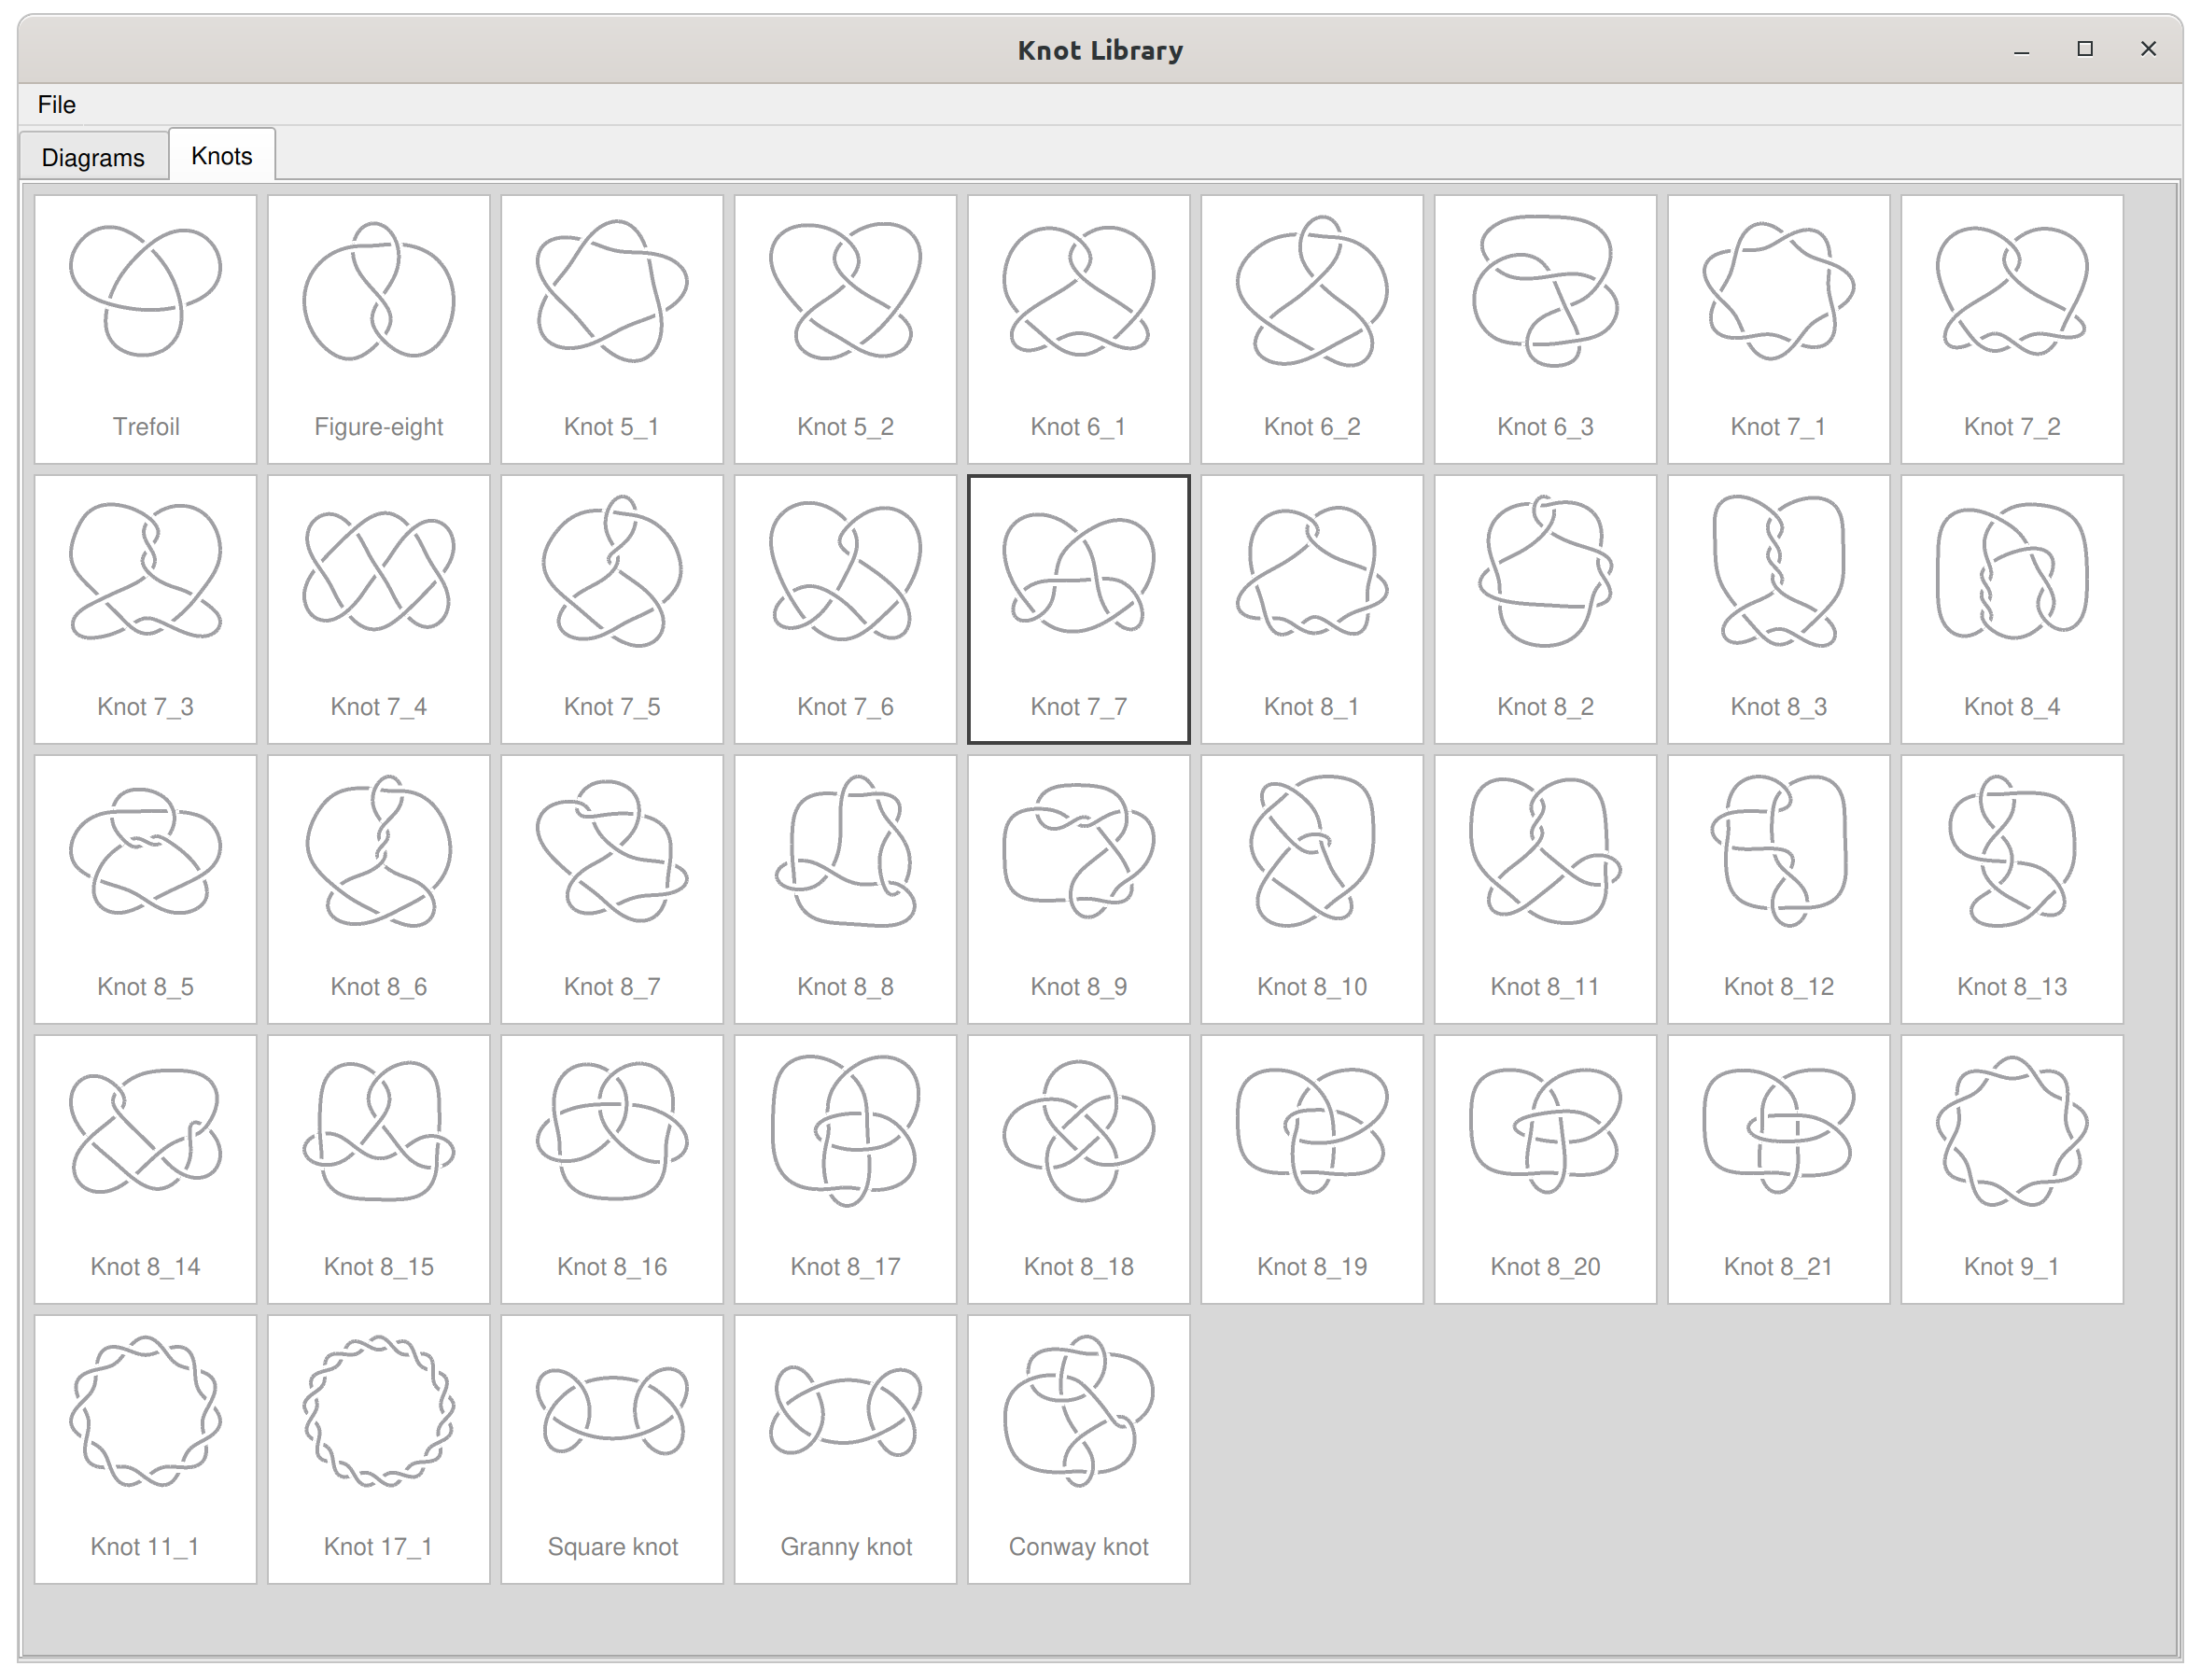 Knot Library
File
Diagrams Knots
Trefoil Figure-eight Knot 5_1 Knot 5_2 Knot 6_1 Knot 6_2 Knot 6_3 Knot 7_1 Knot 7_2
Knot 7_3 Knot 7_4 Knot 7_5 Knot 7_6 Knot 7_7 Knot 8_1 Knot 8_2 Knot 8_3 Knot 8_4
Knot 8_5 Knot 8_6 Knot 8_7 Knot 8_8 Knot 8_9 Knot 8_10 Knot 8_11 Knot 8_12 Knot 8_13
Knot 8_14 Knot 8_15 Knot 8_16 Knot 8_17 Knot 8_18 Knot 8_19 Knot 8_20 Knot 8_21 Knot 9_1
Knot 11_1 Knot 17_1 Square knot Granny knot Conway knot